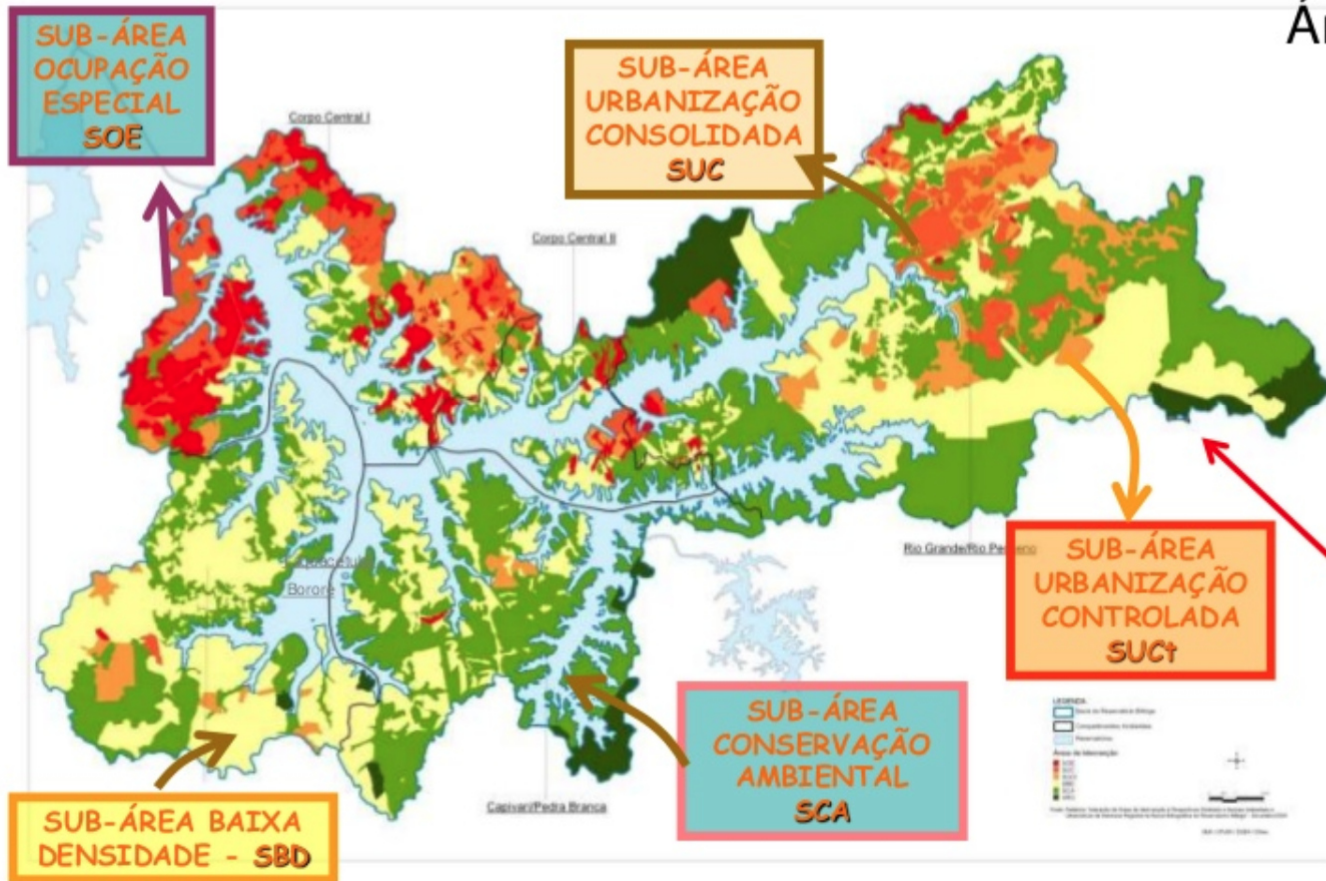 Ár
SUB-ÁREA
OCUPAÇÃO
ESPECIAL
SOE
SUB-ÁREA
URBANIZAÇÃO
CONSOLIDADA
SUC
Corpo Central I
Corpo Central II
Bororé
Rio Grande/Rio Pequeno
SUB-ÁREA
URBANIZAÇÃO
CONTROLADA
SUCt
SUB-ÁREA
CONSERVAÇÃO
AMBIENTAL
SCA
Capivari/Pedra Branca
SUB-ÁREA BAIXA
DENSIDADE - SBD
LEGENDA